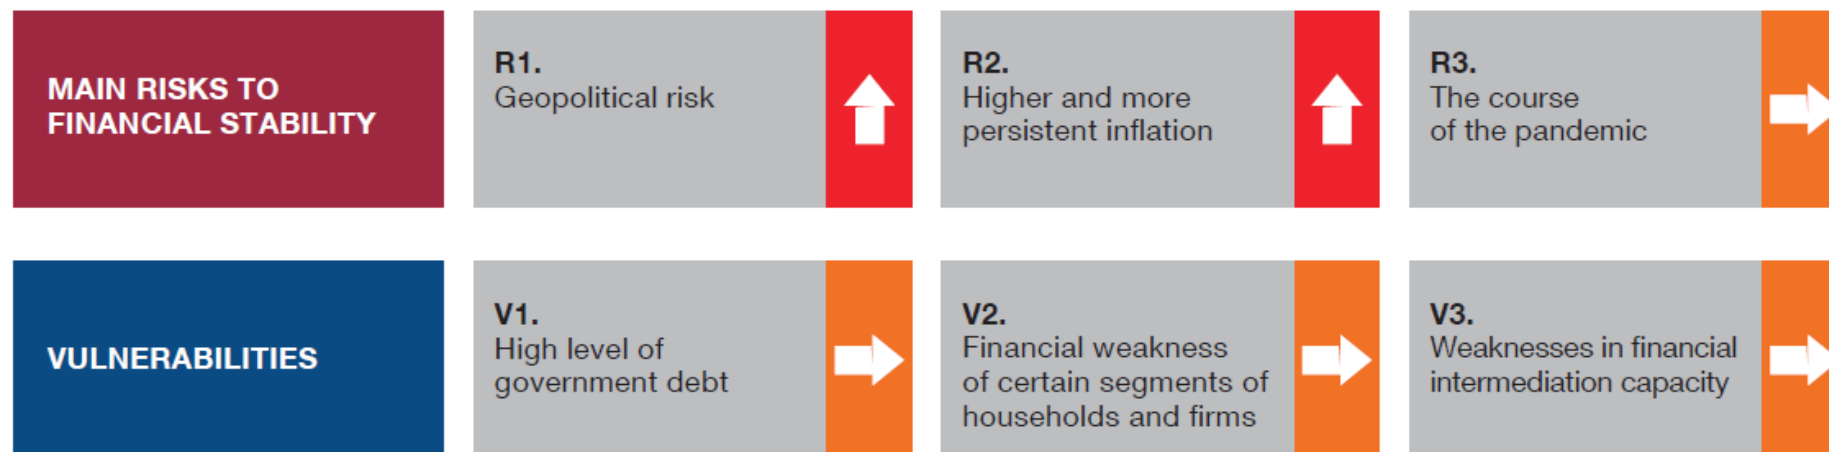 MAIN RISKS TO
FINANCIAL STABILITY
R1.
Geopolitical risk
R2.
Higher and more
persistent inflation
R3.
The course
of the pandemic
VULNERABILITIES
V1.
High level of
government debt
V2.
Financial weakness
of certain segments of
households and firms
V3.
Weaknesses in financial
intermediation capacity